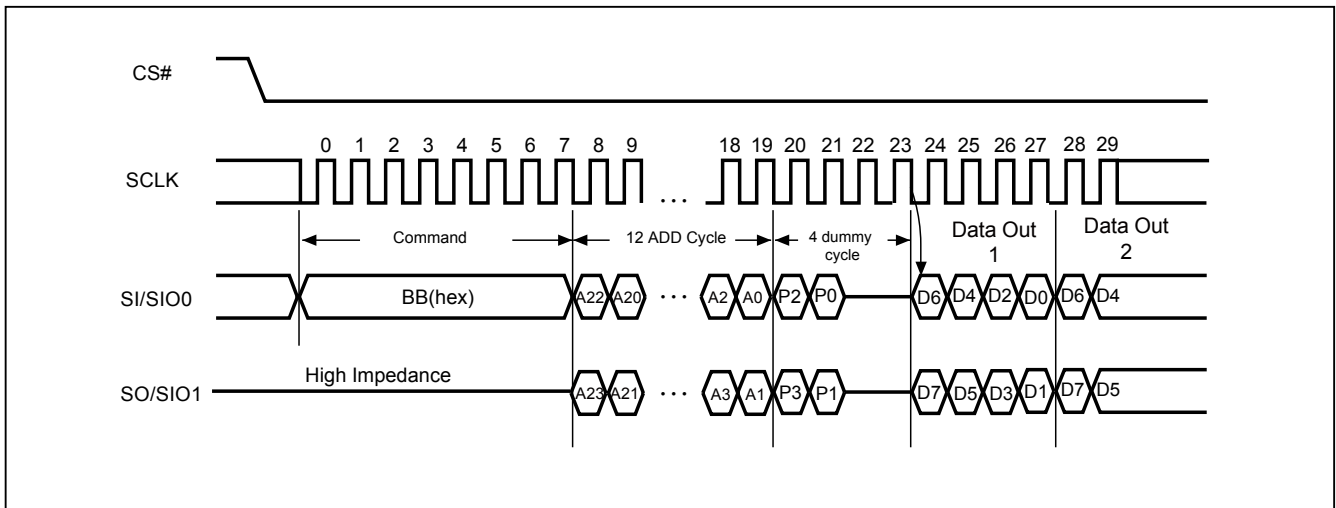 CS#
0 1 2 3 4 5 6 7 8 9 18 19 20 21 22 23 24 25 26 27 28 29
SCLK
...
Command 12 ADD Cycle 4 dummy
cycle
Data Out
1
Data Out
2
SI/SIO0 BB(hex) A22 A20 ... A2 A0 P2 P0 D6 D4 D2 D0 D6 D4
High Impedance
SO/SIO1 A23 A21 ... A3 A1 P3 P1 D7 D5 D3 D1 D7 D5